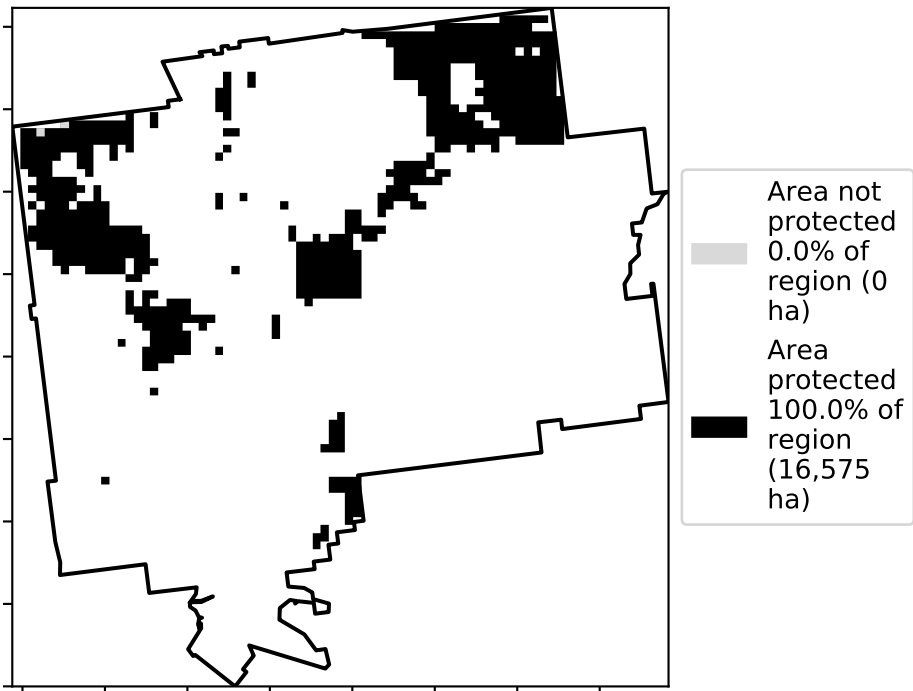 Area not
protected
0.0% of
region (0
ha)
Area
protected
100.0% of
region
(16,575
ha)